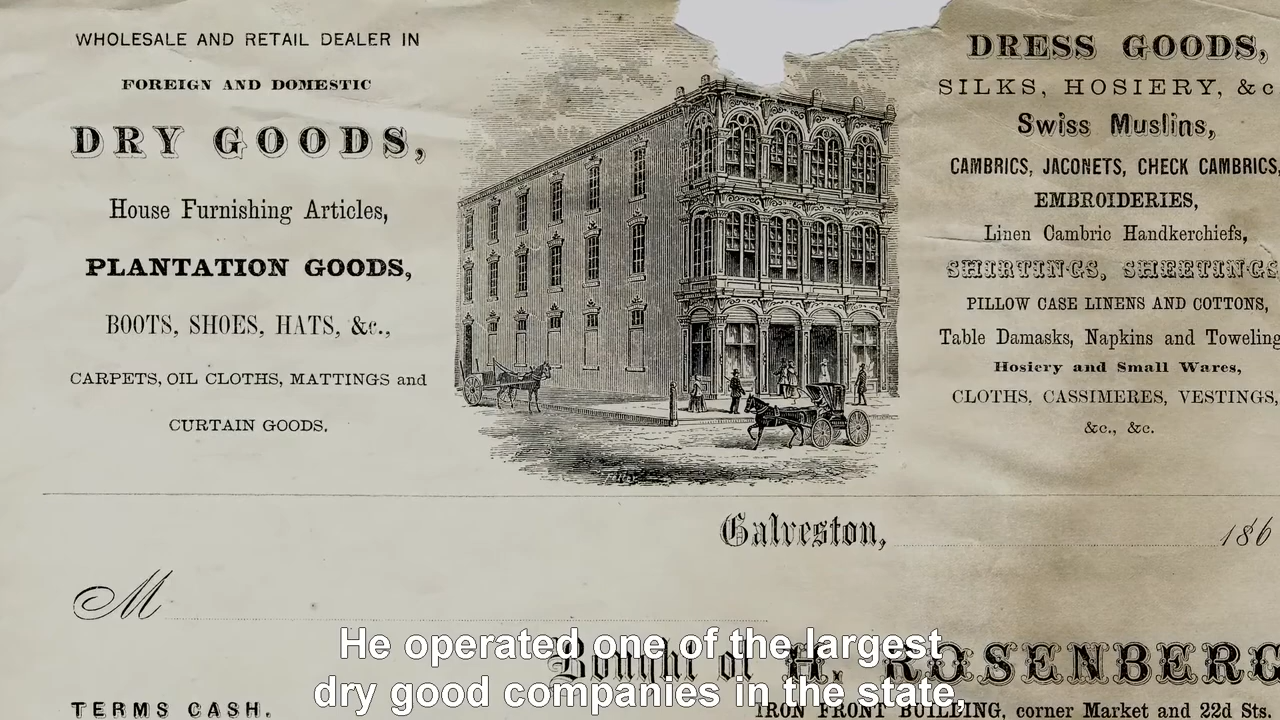 WHOLESALE AND RETAIL DEALER IN
FOREIGN AND DOMESTIC
DRY GOODS,
House Furnishing Articles,
PLANTATION GOODS,
BOOTS, SHOES, HATS, &c.,
CARPETS, OIL CLOTHS, MATTINGS and
CURTAIN GOODS.
DRESS GOODS,
SILKS, HOSIERY, &c
Swiss Muslins,
CAMBRICS, JACONETS, CHECK CAMBRICS,
EMBROIDERIES,
Linen Cambric Handkerchiefs,
SHIRTINGS, SHEETINGS
PILLOW CASE LINENS AND COTTONS,
Table Damasks, Napkins and Toweling
Hosiery and Small Wares,
CLOTHS, CASSIMERES, VESTINGS,
&c., &c.
Galveston, 186
M
Bought of H. ROSENBERG
TERMS CASH.
IRON FRONT BUILDING, corner Market and 22d Sts.
He operated one of the largest
dry good companies in the state,